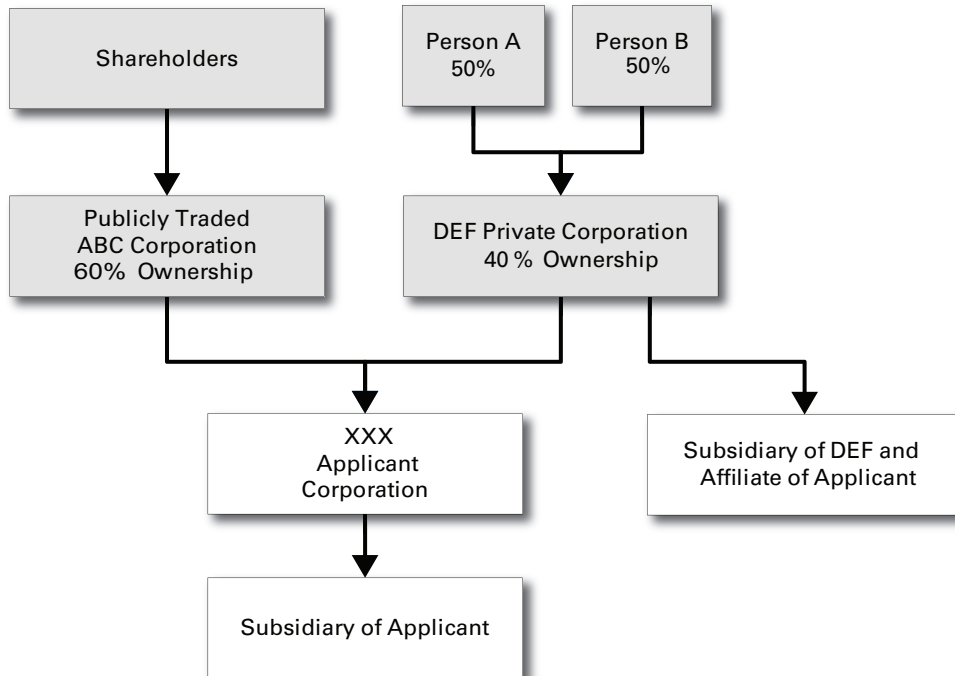 Shareholders
Person A
50%
Person B
50%
Publicly Traded
ABC Corporation
60% Ownership
DEF Private Corporation
40 % Ownership
XXX
Applicant
Corporation
Subsidiary of DEF and
Affiliate of Applicant
Subsidiary of Applicant